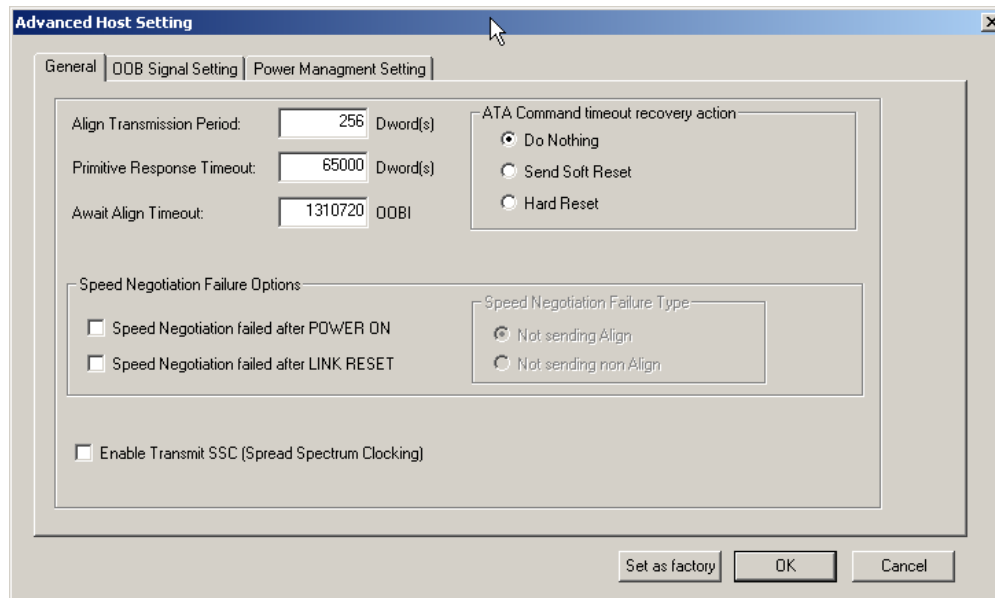 Advanced Host Setting
General
OOB Signal Setting
Power Managment Setting
Align Transmission Period: 256 Dword(s)
Primitive Response Timeout: 65000 Dword(s)
Await Align Timeout: 1310720 OOBI
ATA Command timeout recovery action
Do Nothing
Send Soft Reset
Hard Reset
Speed Negotiation Failure Options
Speed Negotiation failed after POWER ON
Speed Negotiation failed after LINK RESET
Speed Negotiation Failure Type
Not sending Align
Not sending non Align
Enable Transmit SSC (Spread Spectrum Clocking)
Set as factory
OK
Cancel